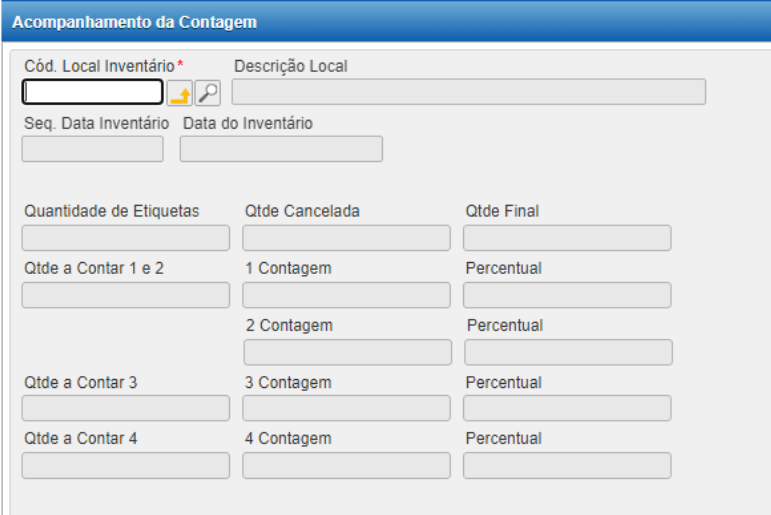 Acompanhamento da Contagem
Cód. Local Inventário* Descrição Local
Seq. Data Inventário Data do Inventário
Quantidade de Etiquetas Qtde Cancelada Qtde Final
Qtde a Contar 1 e 2 1 Contagem Percentual
2 Contagem Percentual
Qtde a Contar 3 3 Contagem Percentual
Qtde a Contar 4 4 Contagem Percentual